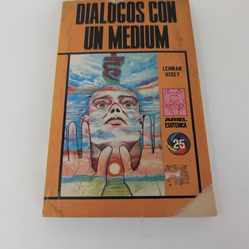 DIALOGOS CON
UN MEDIUM
LEHMAN
HISEY
ARIEL
ESOTERICA
25